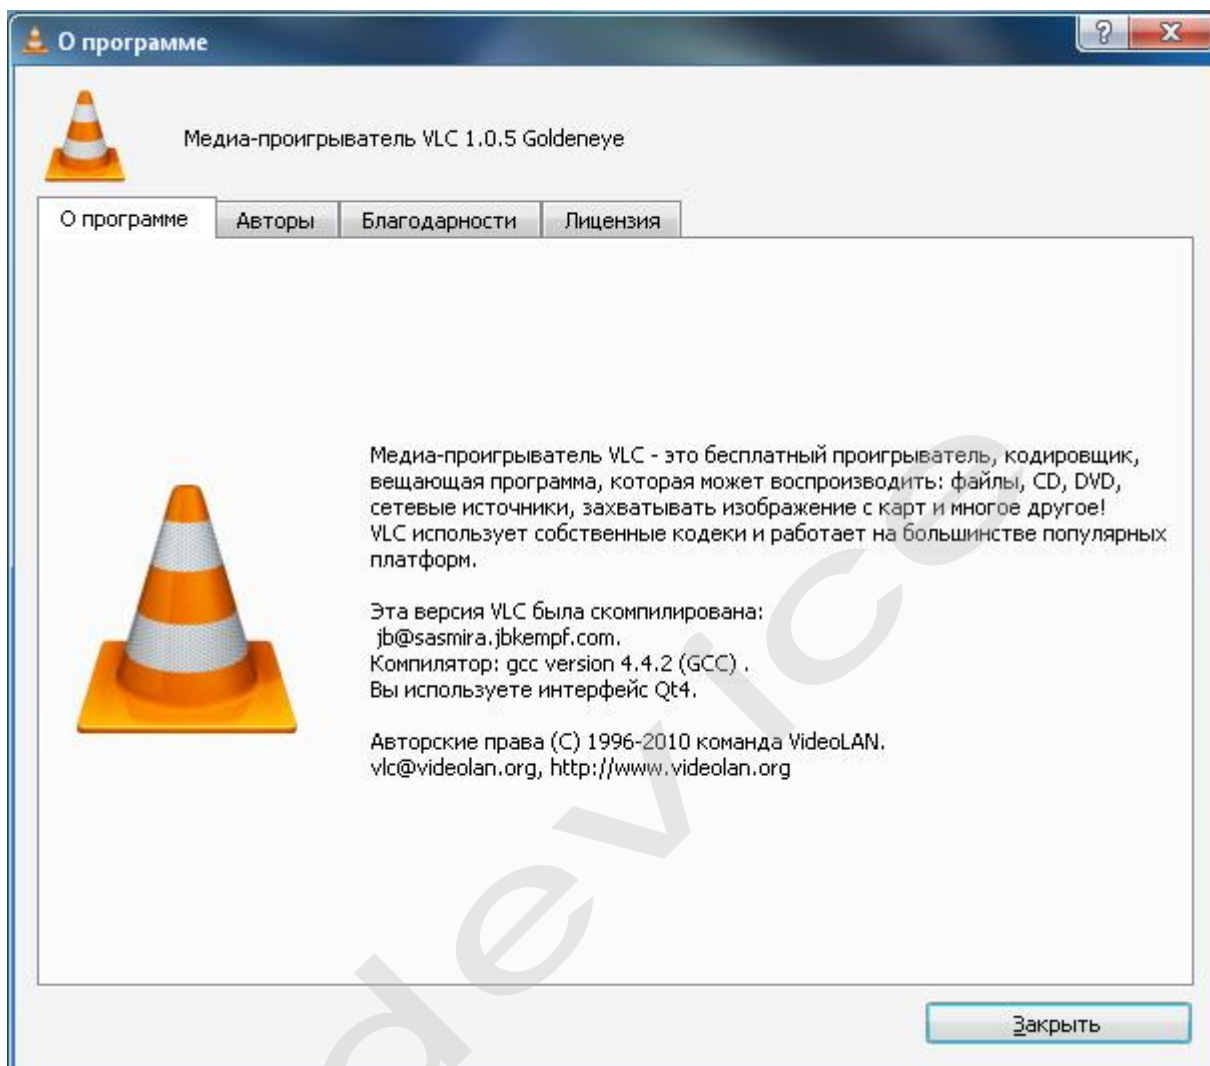 О программе
Медиа-проигрыватель VLC 1.0.5 Goldeneye
О программе Авторы Благодарности Лицензия
Медиа-проигрыватель VLC - это бесплатный проигрыватель, кодировщик,
вещающая программа, которая может воспроизводить: файлы, CD, DVD,
сетевые источники, захватывать изображение с карт и многое другое!
VLC использует собственные кодеки и работает на большинстве популярных
платформ.
Эта версия VLC была скомпилирована:
jb@sasmira.jbkempf.com.
Компилятор: gcc version 4.4.2 (GCC) .
Вы используете интерфейс Qt4.
Авторские права (C) 1996-2010 команда VideoLAN.
vlc@videolan.org, http://www.videolan.org
device
Закрыть